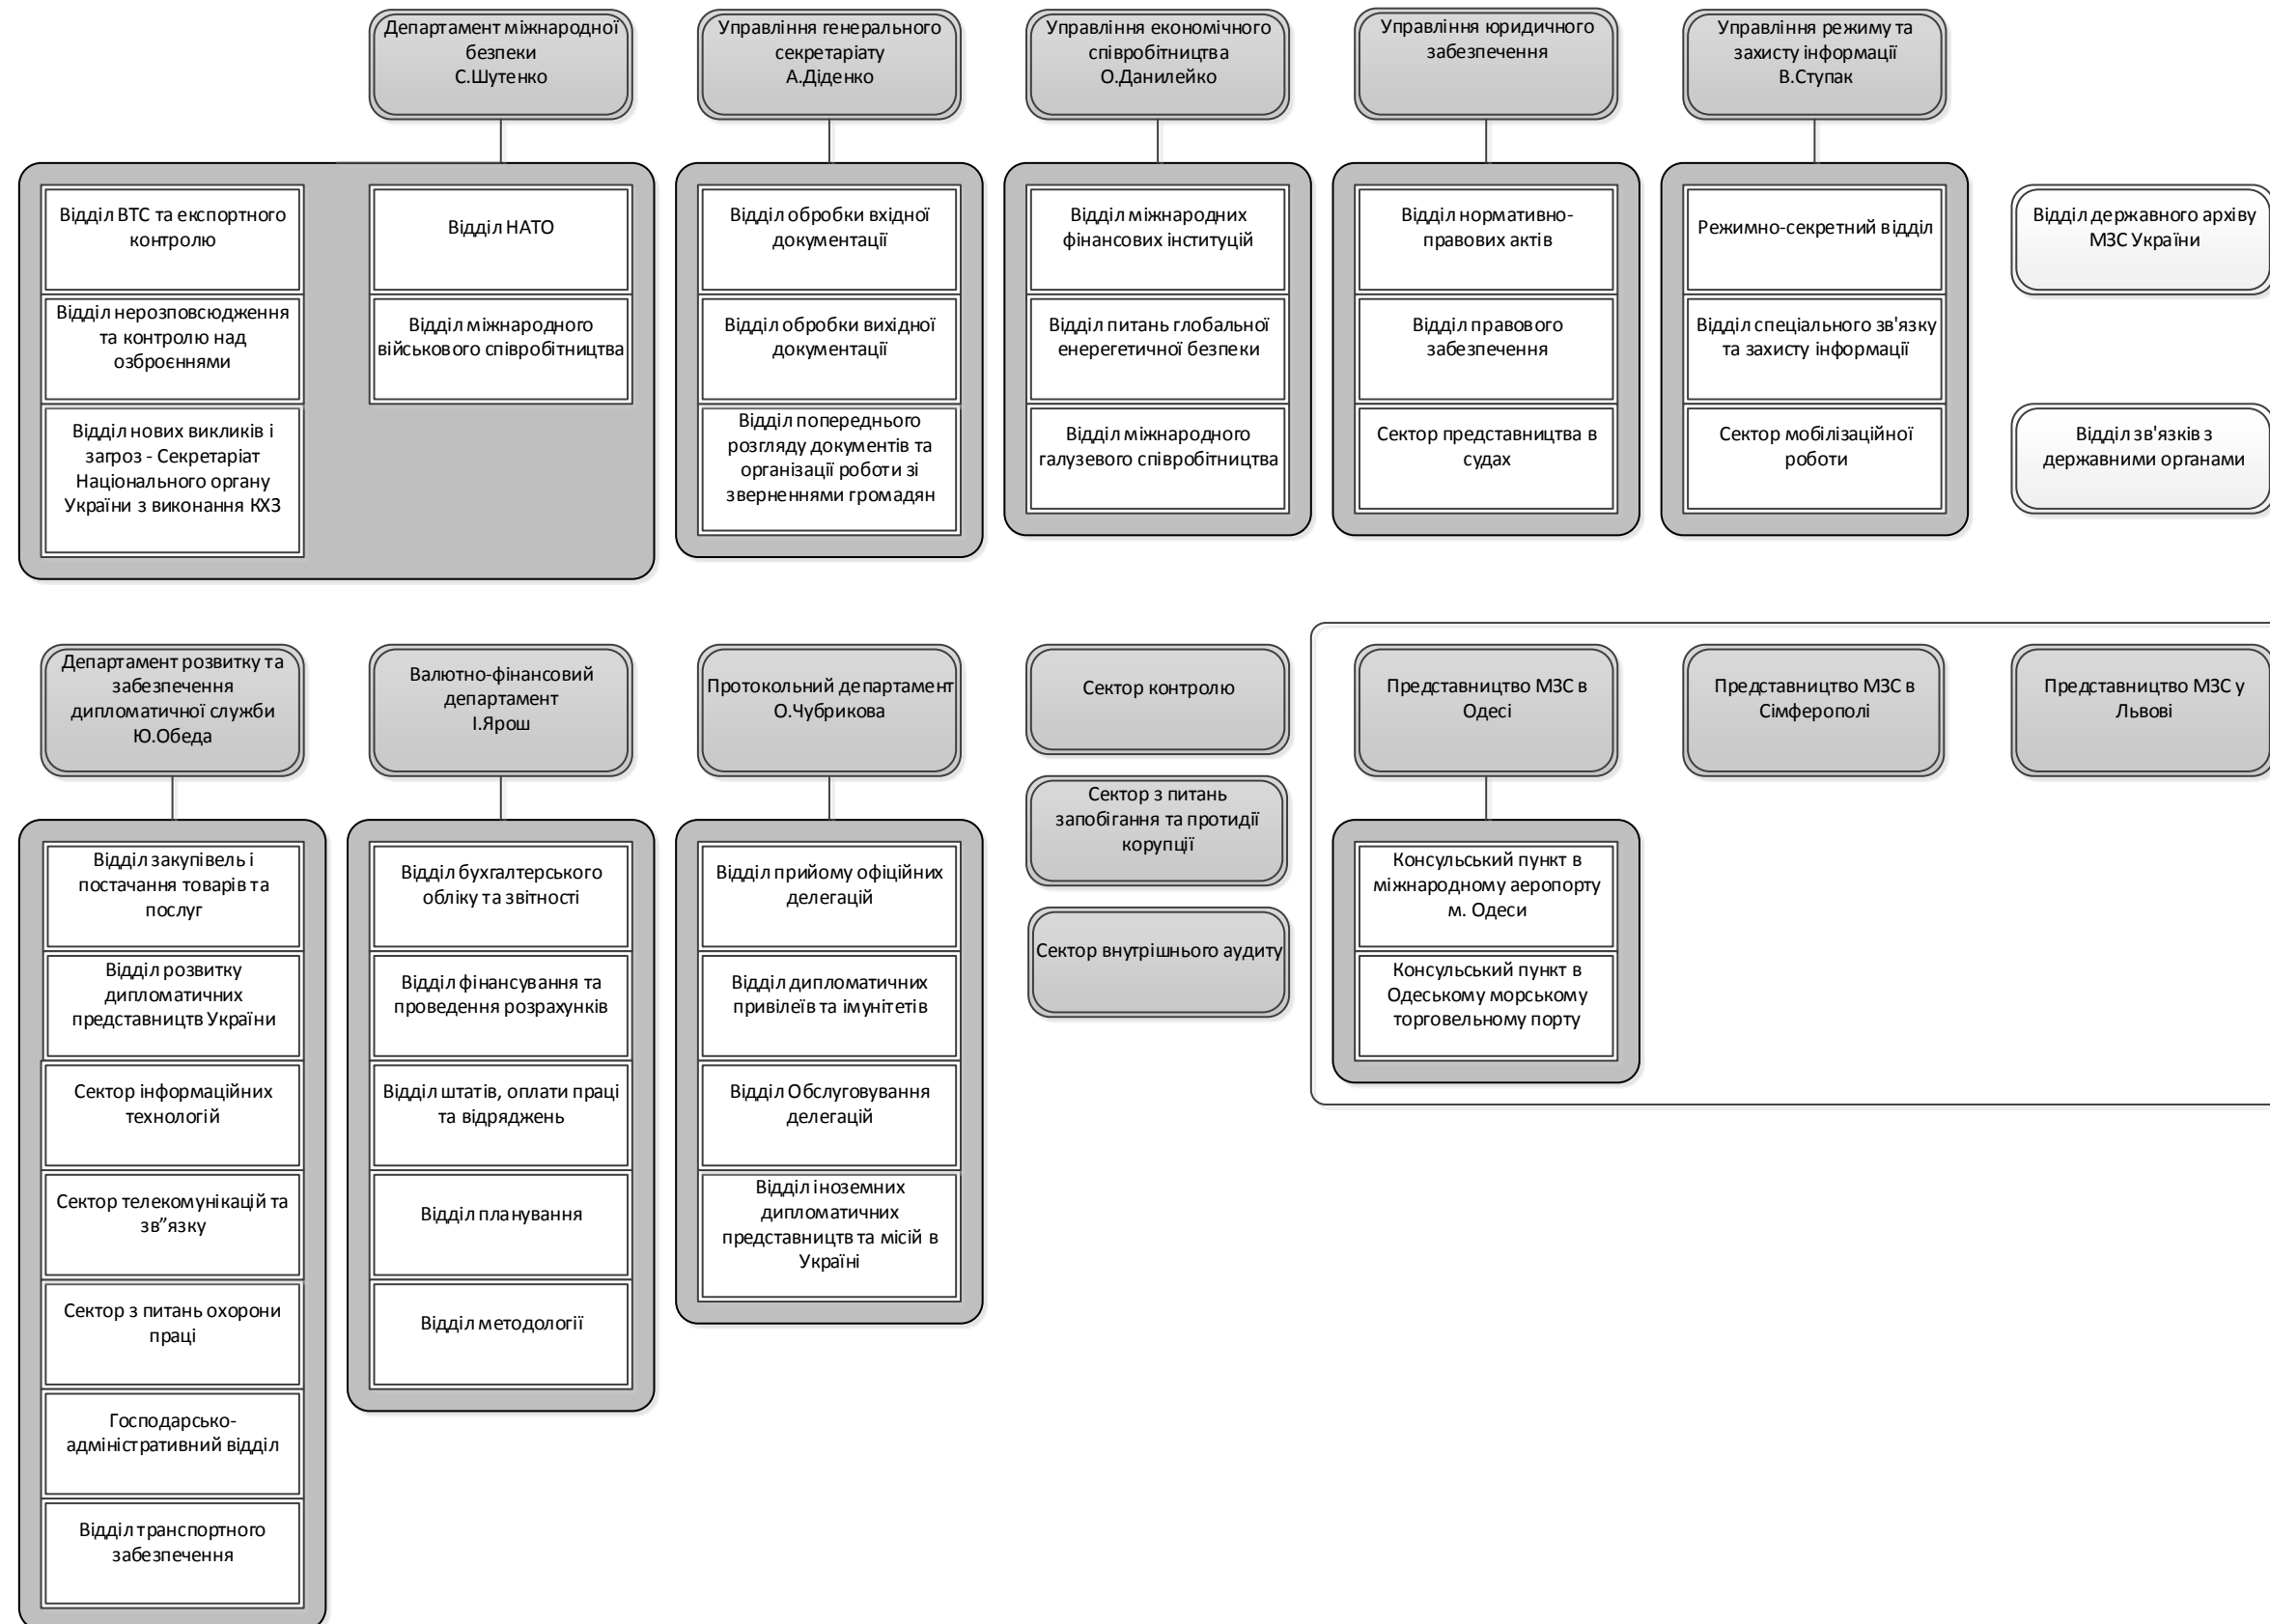 Департамент міжнародної
безпеки
С.Шутенко
Управління генерального
секретаріату
А.Діденко
Управління економічного
співробітництва
О.Данилейко
Управління юридичного
забезпечення
Управління режиму та
захисту інформації
В.Ступак
Відділ ВТС та експортного
контролю
Відділ нерозповсюдження
та контролю над
озброєннями
Відділ нових викликів і
загроз - Секретаріат
Національного органу
України з виконання КХЗ
Відділ НАТО
Відділ міжнародного
військового співробітництва
Відділ обробки вхідної
документації
Відділ обробки вихідної
документації
Відділ попереднього
розгляду документів та
організації роботи зі
зверненнями громадян
Відділ міжнародних
фінансових інституцій
Відділ питань глобальної
енерегетичної безпеки
Відділ міжнародного
галузевого співробітництва
Відділ нормативно-
правових актів
Відділ правового
забезпечення
Сектор представництва в
судах
Режимно-секретний відділ
Відділ спеціального зв'язку
та захисту інформації
Сектор мобілізаційної
роботи
Відділ державного архіву
МЗС України
Відділ зв'язків з
державними органами
Департамент розвитку та
забезпечення
дипломатичної служби
Ю.Обеда
Відділ закупівель і
постачання товарів та
послуг
Відділ розвитку
дипломатичних
представництв України
Сектор інформаційних
технологій
Сектор телекомунікацій та
зв”язку
Сектор з питань охорони
праці
Господарсько-
адміністративний відділ
Відділ транспортного
забезпечення
Валютно-фінансовий
департамент
І.Ярош
Відділ бухгалтерського
обліку та звітності
Відділ фінансування та
проведення розрахунків
Відділ штатів, оплати праці
та відряджень
Відділ планування
Відділ методології
Протокольний департамент
О.Чубрикова
Відділ прийому офіційних
делегацій
Відділ дипломатичних
привілеїв та імунітетів
Відділ Обслуговування
делегацій
Відділ іноземних
дипломатичних
представництв та місій в
Україні
Сектор контролю
Сектор з питань
запобігання та протидії
корупції
Сектор внутрішнього аудиту
Представництво МЗС в
Одесі
Консульський пункт в
міжнародному аеропорту
м. Одеси
Консульський пункт в
Одеському морському
торговельному порту
Представництво МЗС в
Сімферополі
Представництво МЗС у
Львові